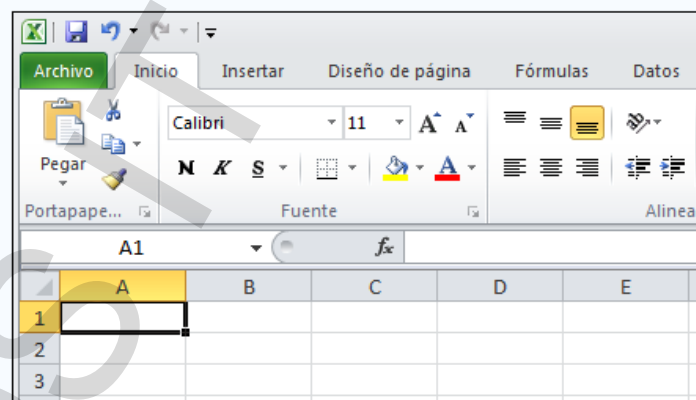 Archivo Inicio Insertar Diseño de página Fórmulas Datos
Calibri 11 A A
Pegar N K S A
Portapape... Fuente Alinea
A1 fx
A B C D E
1
2
3